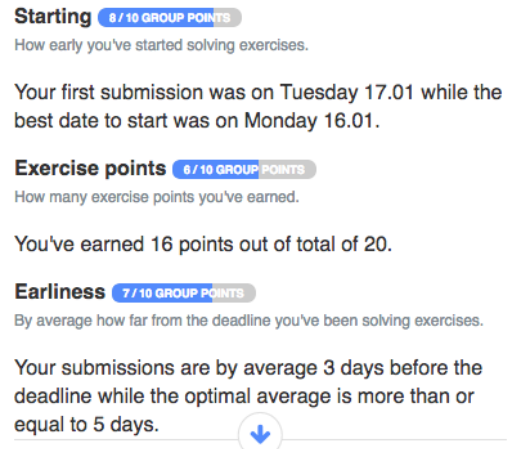 Starting 8 / 10 GROUP POINTS
How early you've started solving exercises.
Your first submission was on Tuesday 17.01 while the
best date to start was on Monday 16.01.
Exercise points 6 / 10 GROUP POINTS
How many exercise points you've earned.
You've earned 16 points out of total of 20.
Earliness 7 / 10 GROUP POINTS
By average how far from the deadline you've been solving exercises.
Your submissions are by average 3 days before the
deadline while the optimal average is more than or
equal to 5 days.